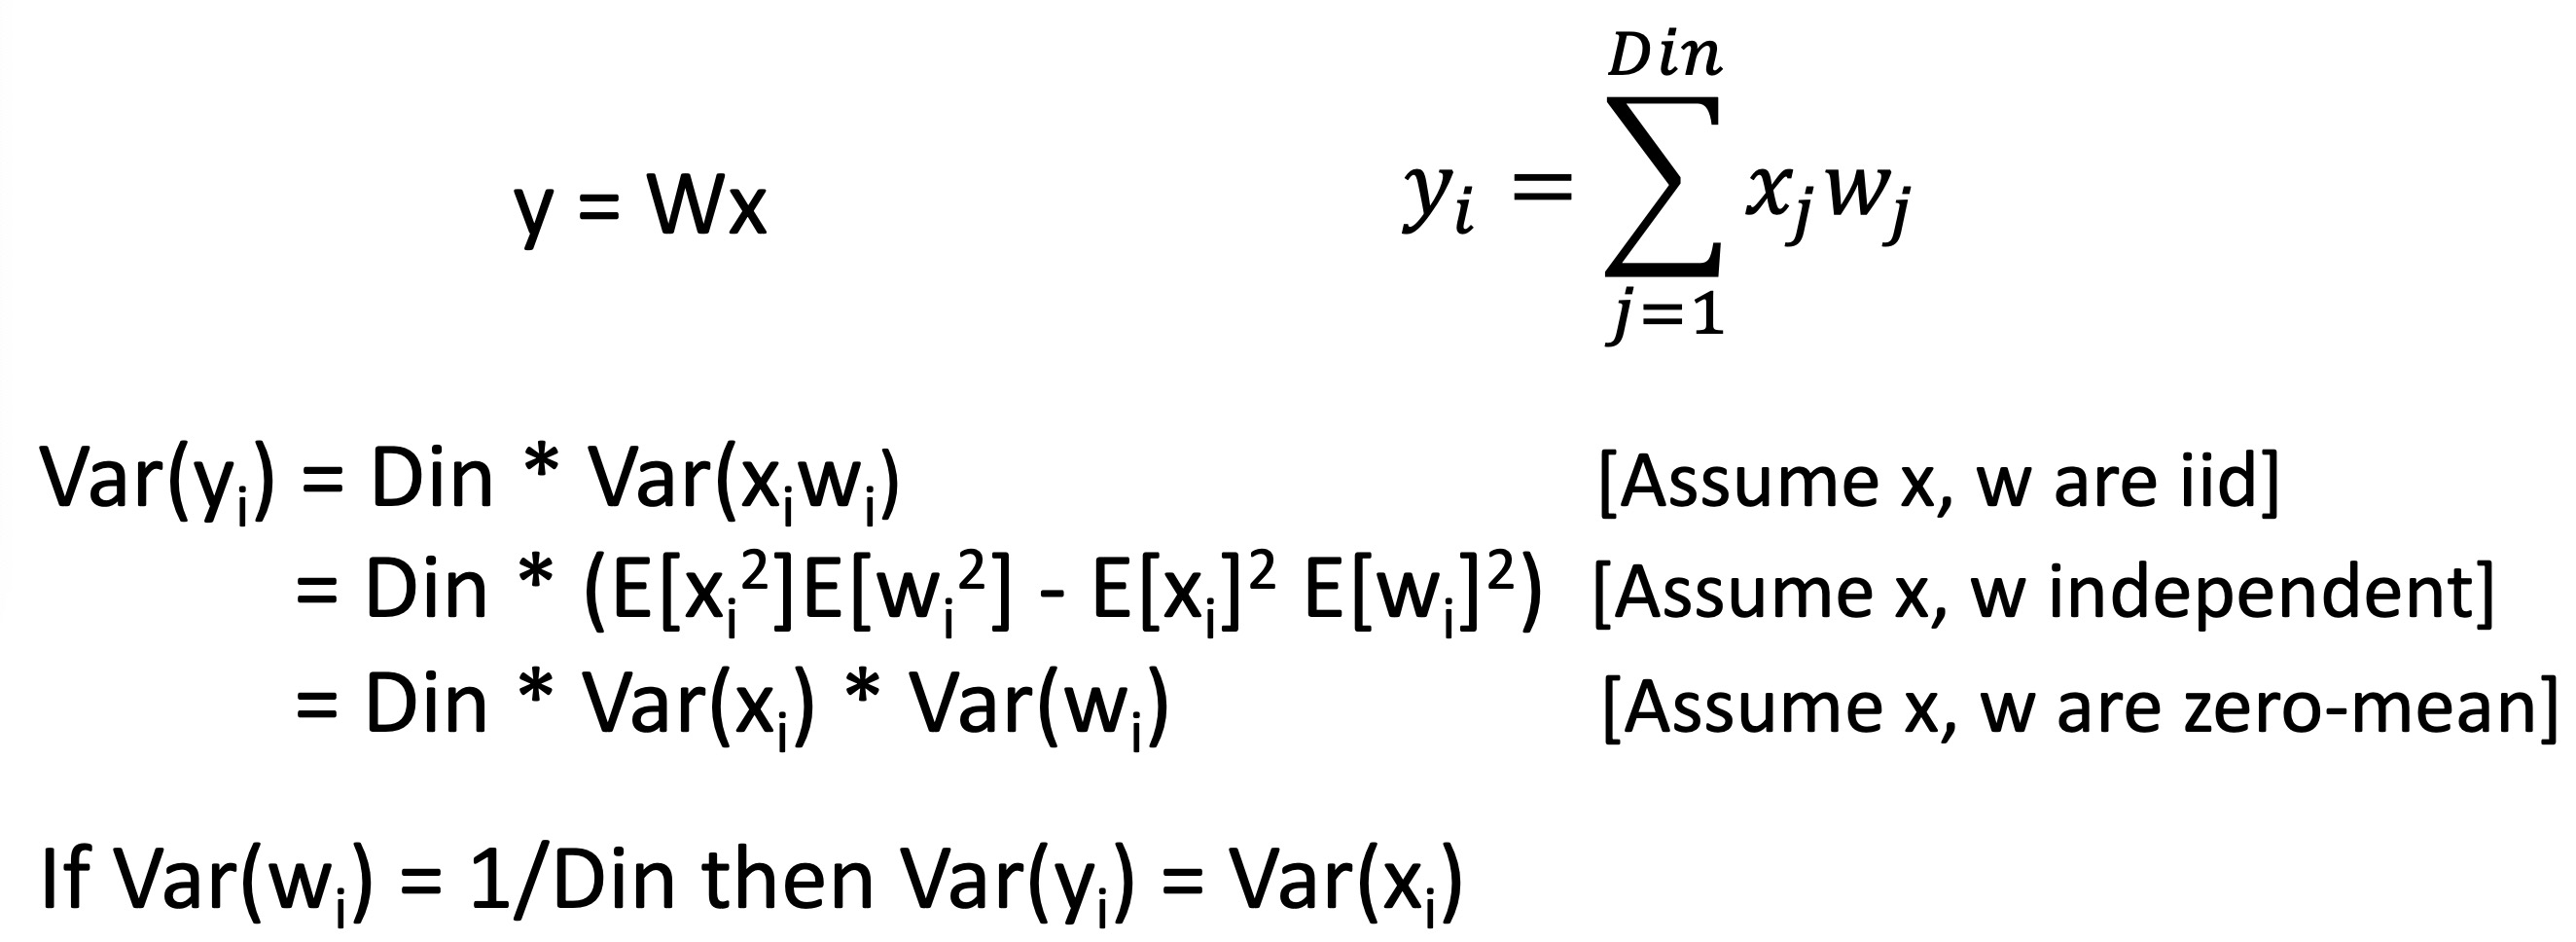 y = Wx
y_i = \sum_{j=1}^{Din} x_j w_j
Var(y_i) = Din * Var(x_i w_i) [Assume x, w are iid]
= Din * (E[x_i^2]E[w_i^2] - E[x_i]^2 E[w_i]^2) [Assume x, w independent]
= Din * Var(x_i) * Var(w_i) [Assume x, w are zero-mean]
If Var(w_i) = 1/Din then Var(y_i) = Var(x_i)